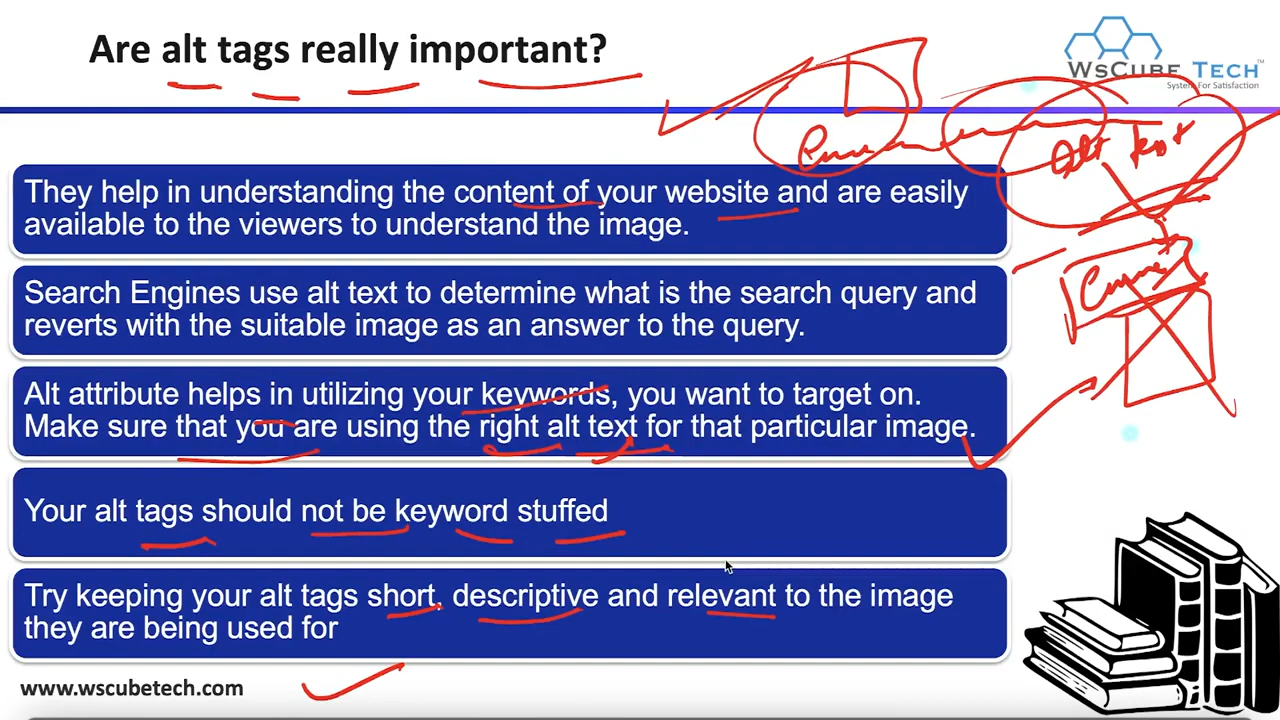 Are alt tags really important?
WsCube Tech™
System For Satisfaction
Alt text
They help in understanding the content of your website and are easily
available to the viewers to understand the image.
Search Engines use alt text to determine what is the search query and
reverts with the suitable image as an answer to the query.
Alt attribute helps in utilizing your keywords, you want to target on.
Make sure that you are using the right alt text for that particular image.
Your alt tags should not be keyword stuffed
Try keeping your alt tags short, descriptive and relevant to the image
they are being used for
www.wscubetech.com